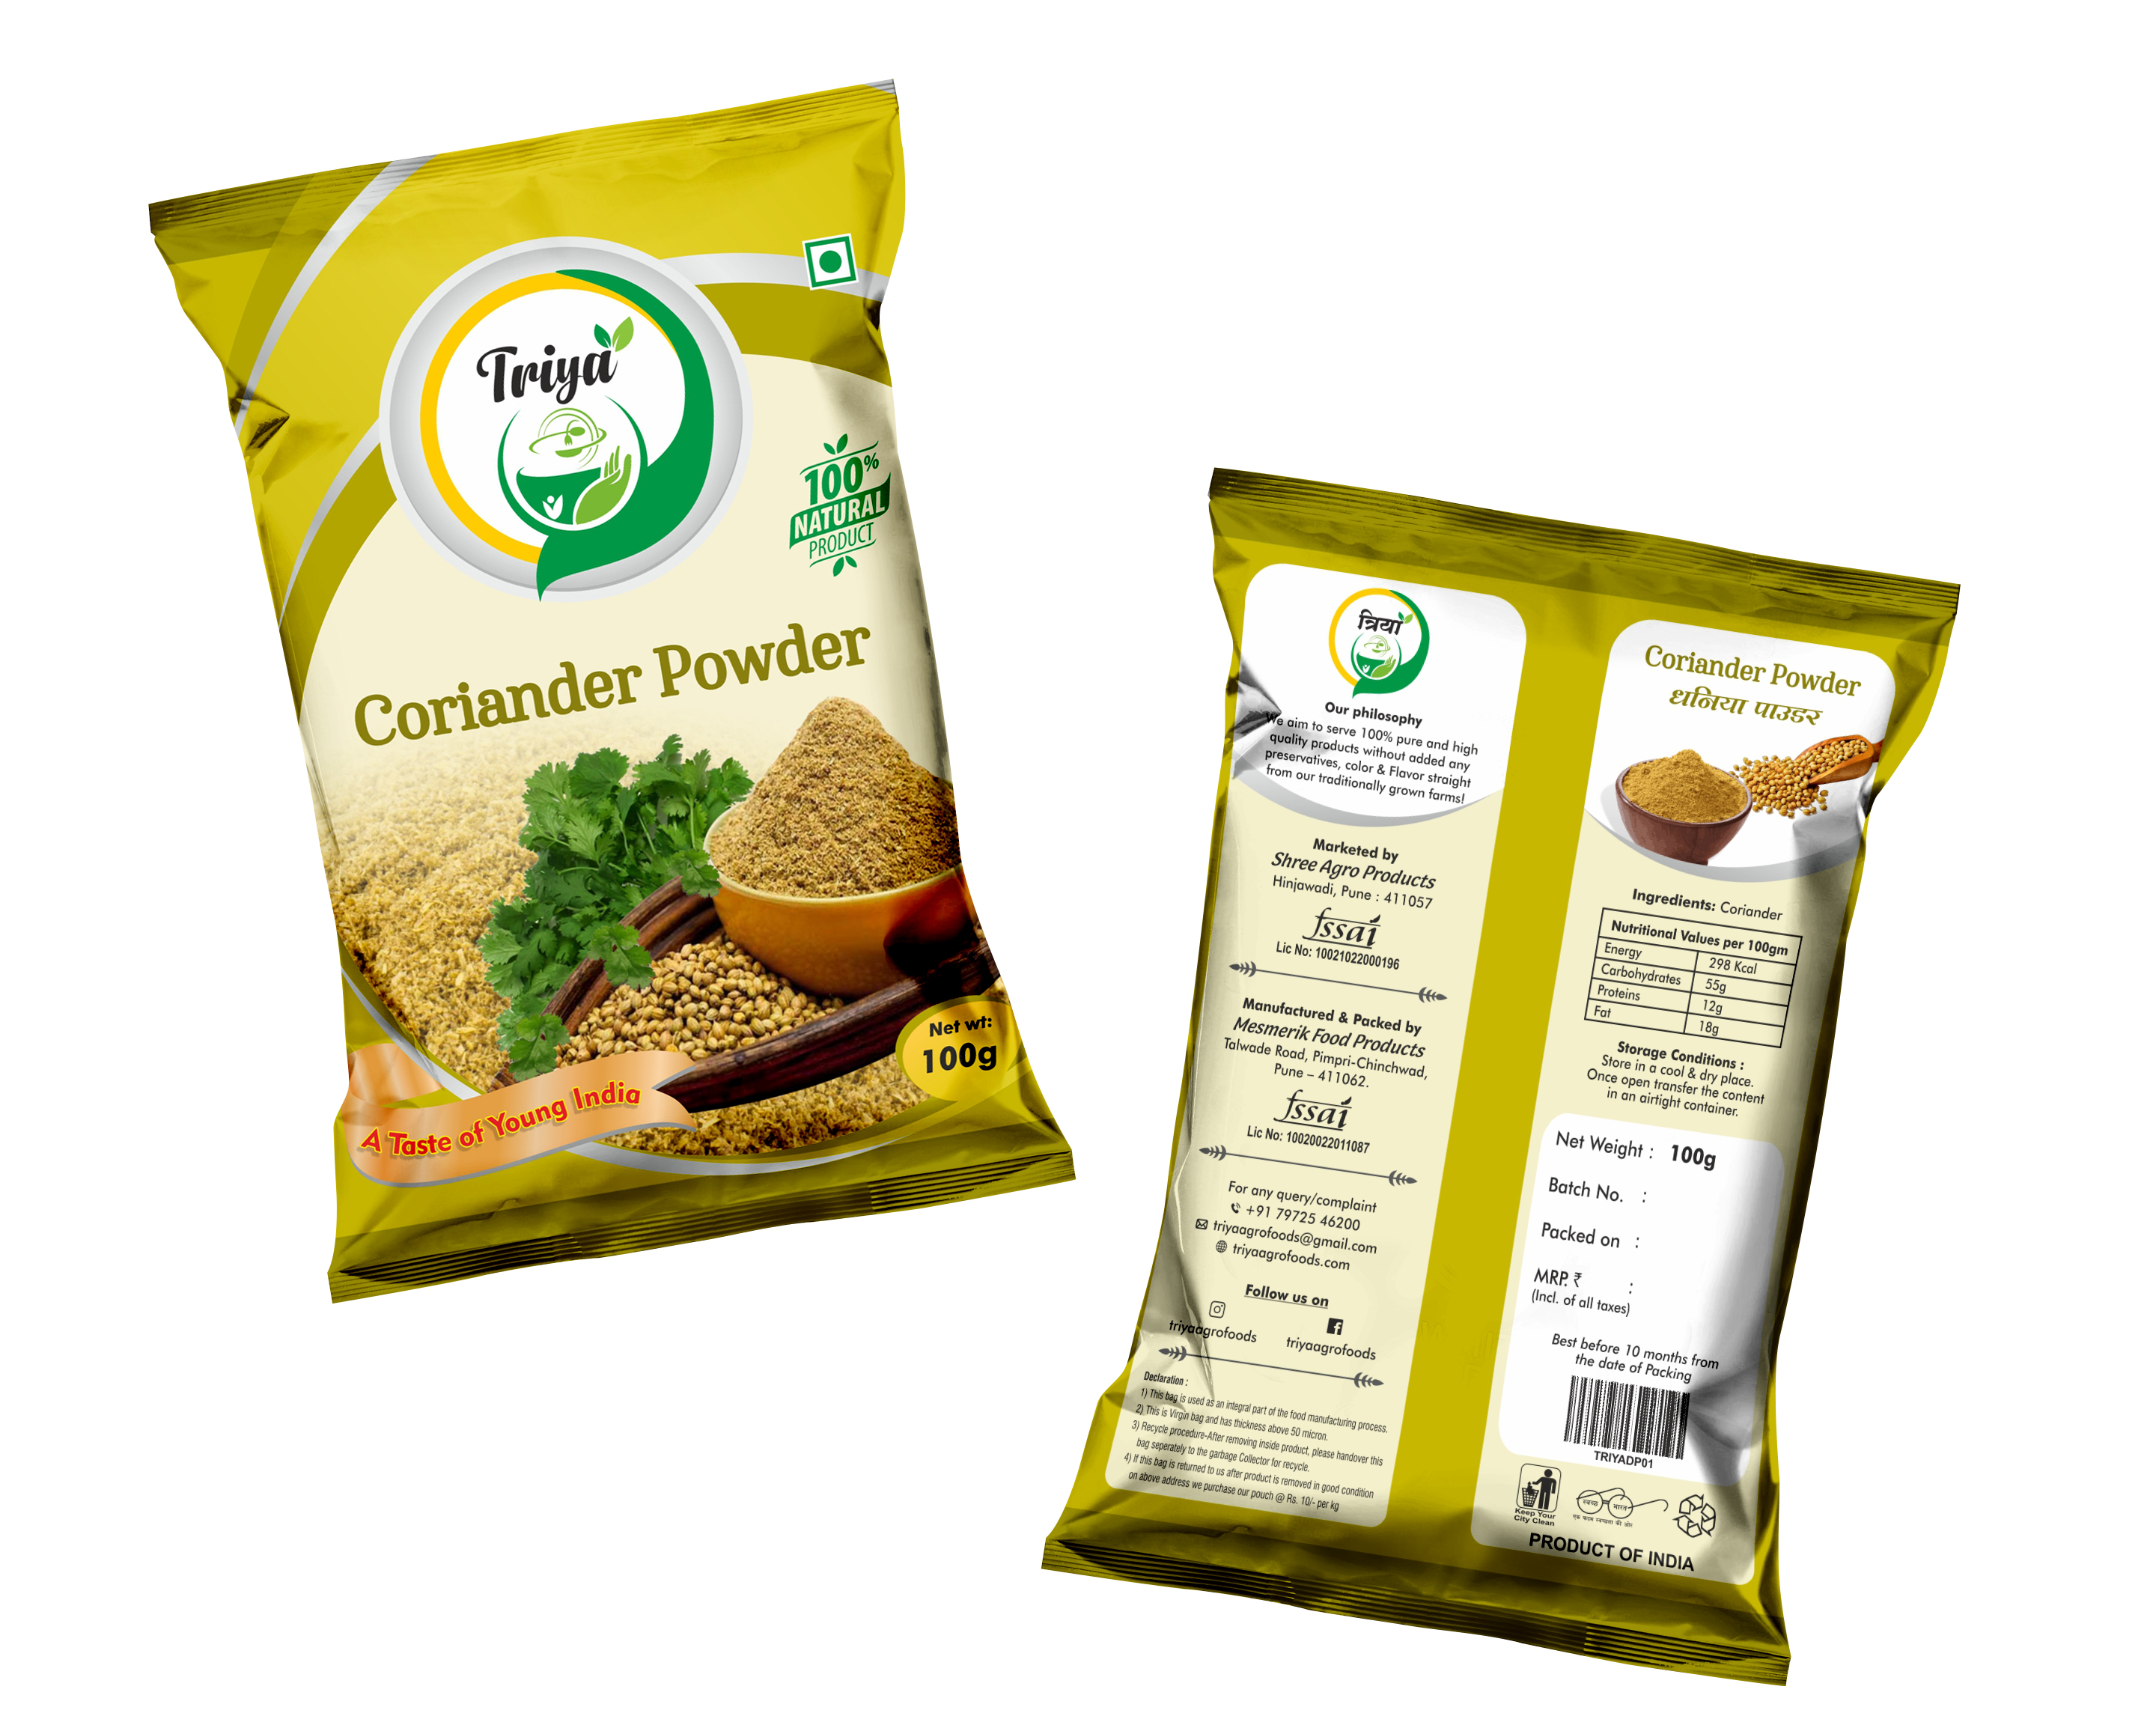 Triya
100%
NATURAL
PRODUCT
Coriander Powder
Net wt:
100g
A Taste of Young India
त्रिया
Our philosophy
We aim to serve 100% pure and high
quality products without added any
preservatives, color & Flavor straight
from our traditionally grown farms!
Marketed by
Shree Agro Products
Hinjawadi, Pune : 411057
fssai
Lic No: 10021022000196
Manufactured & Packed by
Mesmerik Food Products
Talwade Road, Pimpri-Chinchwad,
Pune – 411062.
fssai
Lic No: 10020022011087
For any query/complaint
+91 79725 46200
triyaagrofoods@gmail.com
triyaagrofoods.com
Follow us on
triyaagrofoods
triyaagrofoods
Declaration :
1) This bag is used as an integral part of the food manufacturing process.
2) This is Virgin bag and has thickness above 50 micron.
3) Recycle procedure-After removing inside product, please handover this
bag seperately to the garbage Collector for recycle.
4) If this bag is returned to us after product is removed in good condition
on above address we purchase our pouch @ Rs. 10/- per kg
Coriander Powder
धनिया पाउडर
Ingredients: Coriander
Nutritional Values per 100gm
Energy 298 Kcal
Carbohydrates 55g
Proteins 12g
Fat 18g
Storage Conditions :
Store in a cool & dry place.
Once open transfer the content
in an airtight container.
Net Weight : 100g
Batch No. :
Packed on :
MRP. ₹ :
(Incl. of all taxes)
Best before 10 months from
the date of Packing
TRIYADP01
Keep Your
City Clean
स्वच्छ भारत
एक कदम स्वच्छता की ओर
PRODUCT OF INDIA